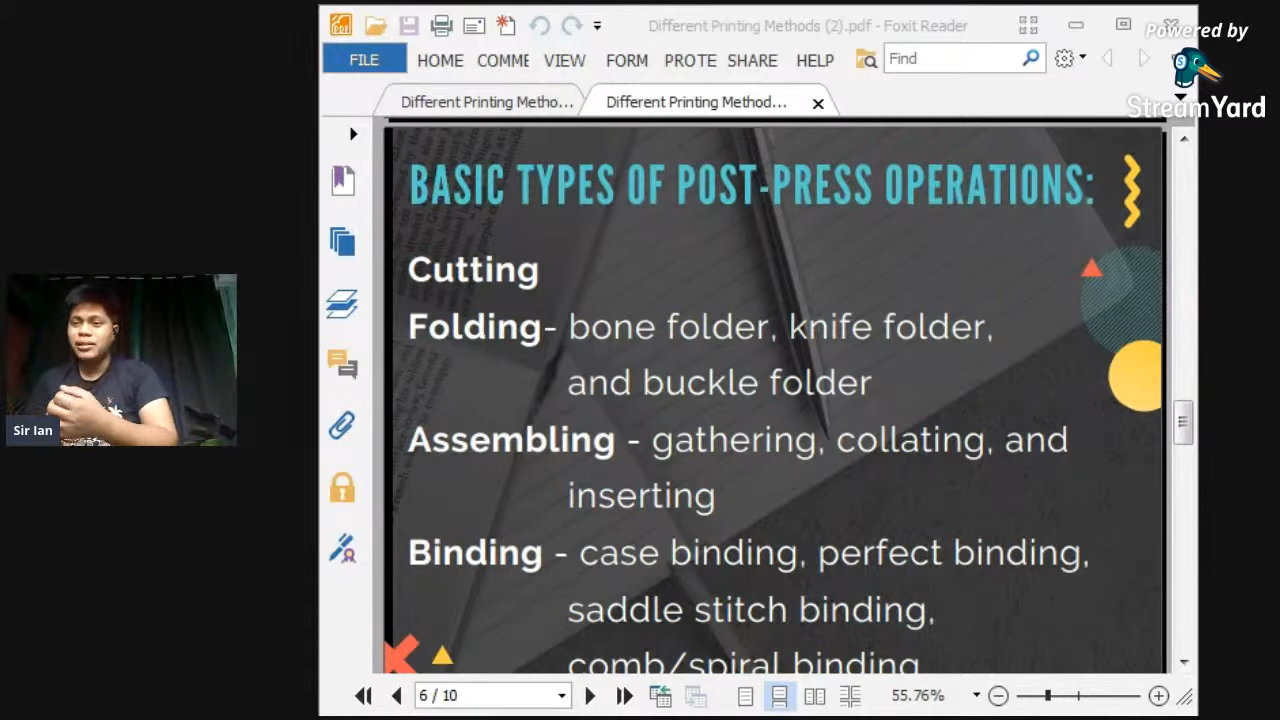 Different Printing Methods (2).pdf - Foxit Reader
Powered by
StreamYard
FILE HOME COMME VIEW FORM PROTE SHARE HELP Find
Different Printing Metho... Different Printing Method...
BASIC TYPES OF POST-PRESS OPERATIONS:
Cutting
Folding- bone folder, knife folder,
and buckle folder
Assembling - gathering, collating, and
inserting
Binding - case binding, perfect binding,
saddle stitch binding,
comb/spiral binding
Sir Ian
6 / 10 55.76%